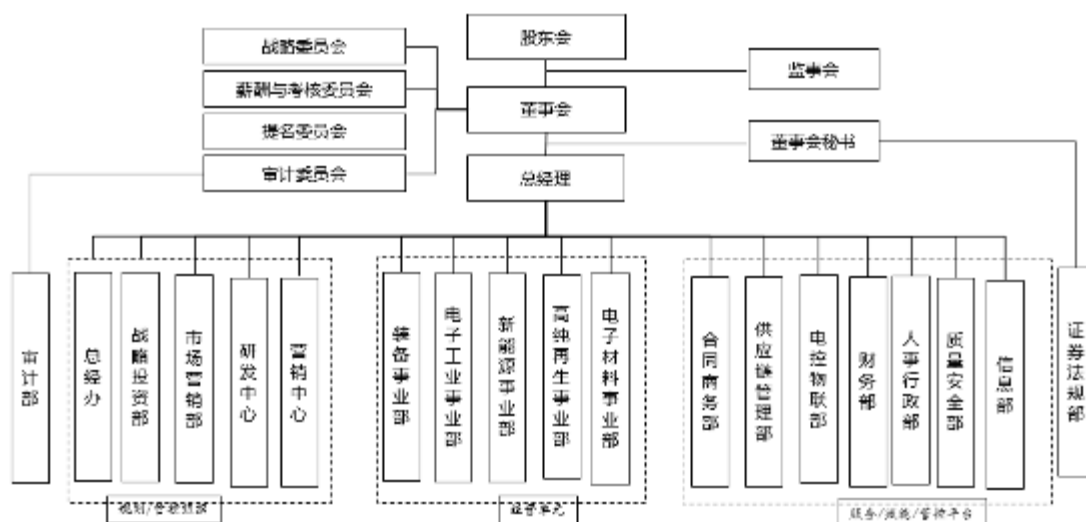 股东会
战略委员会
监事会
薪酬与考核委员会
董事会
提名委员会
董事会秘书
审计委员会
总经理
审计部
总经办
战略投资部
市场营销部
研发中心
营销中心
装备事业部
电子工业事业部
新能源事业部
高纯再生事业部
电子材料事业部
合同商务部
供应链管理部
电控物联部
财务部
人事行政部
质量安全部
信息部
证券法规部
经营单元